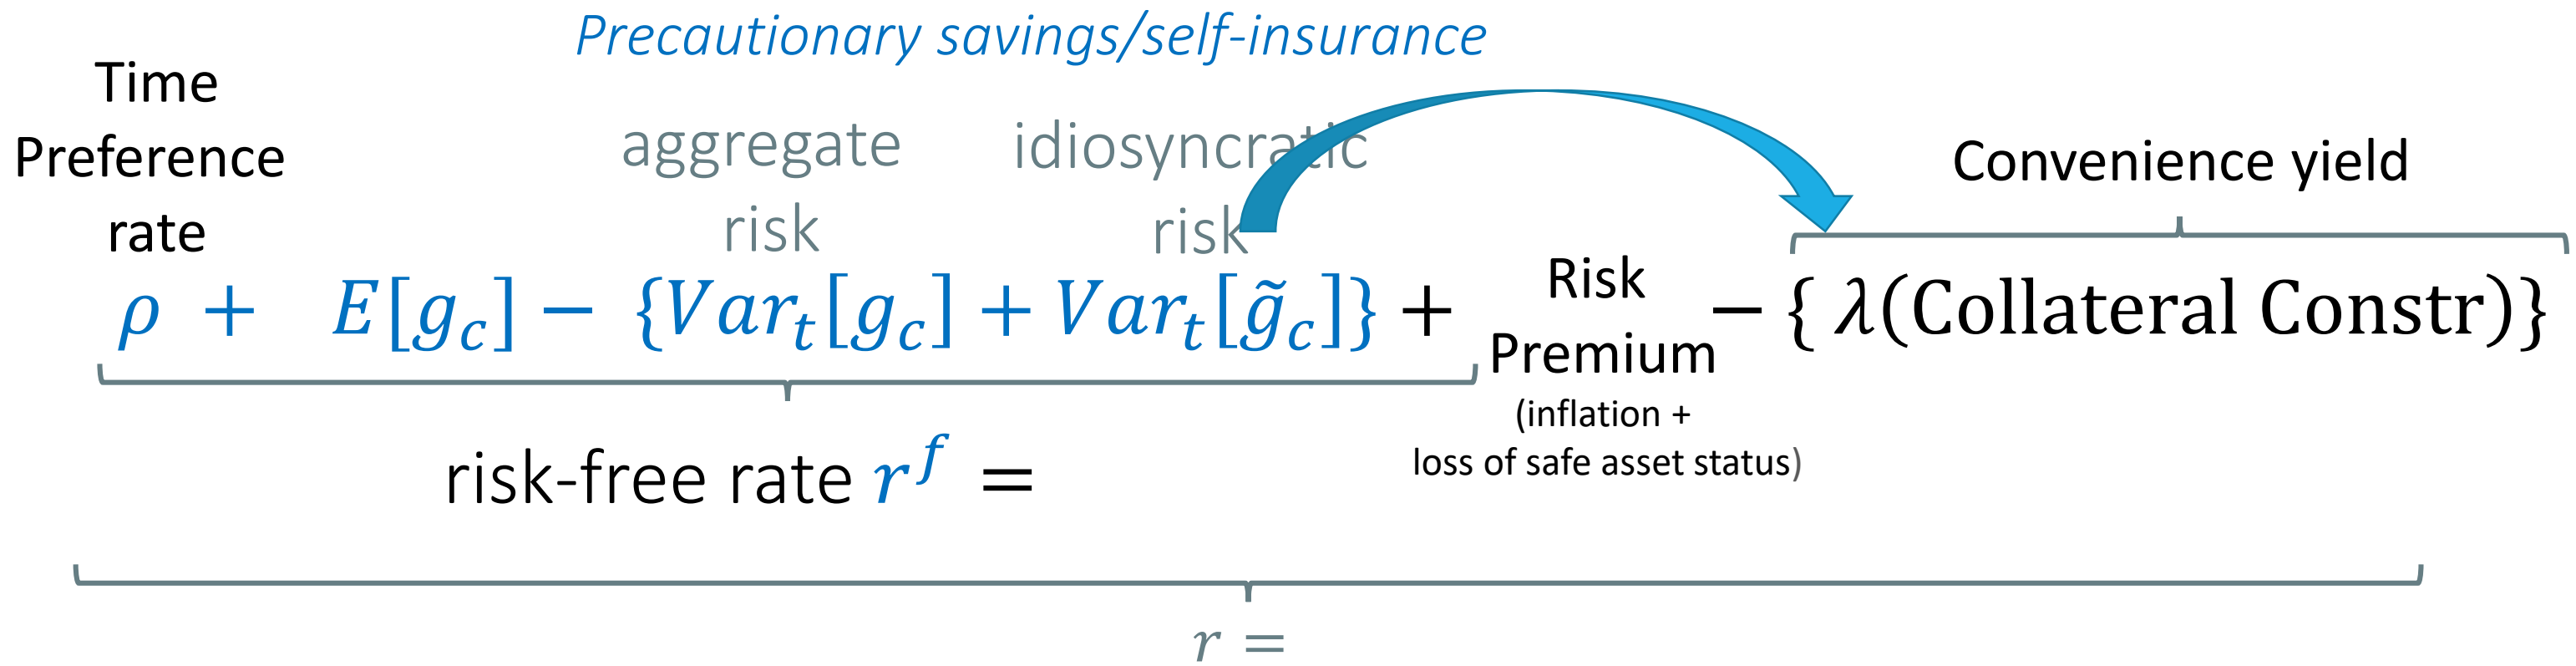 Precautionary savings/self-insurance
Time
Preference
rate
aggregate
risk
idiosyncratic
risk
Convenience yield
ρ + E[g_c] − {Var_t[g_c] + Var_t[g̃_c]} + Risk Premium − { λ(Collateral Constr)}
(inflation +
loss of safe asset status)
risk-free rate r^f =
r =